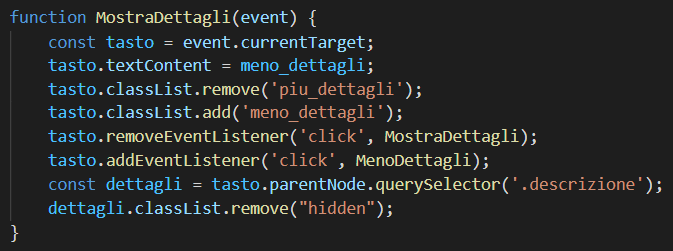 function MostraDettagli(event) {
    const tasto = event.currentTarget;
    tasto.textContent = meno_dettagli;
    tasto.classList.remove('piu_dettagli');
    tasto.classList.add('meno_dettagli');
    tasto.removeEventListener('click', MostraDettagli);
    tasto.addEventListener('click', MenoDettagli);
    const dettagli = tasto.parentNode.querySelector('.descrizione');
    dettagli.classList.remove("hidden");
}